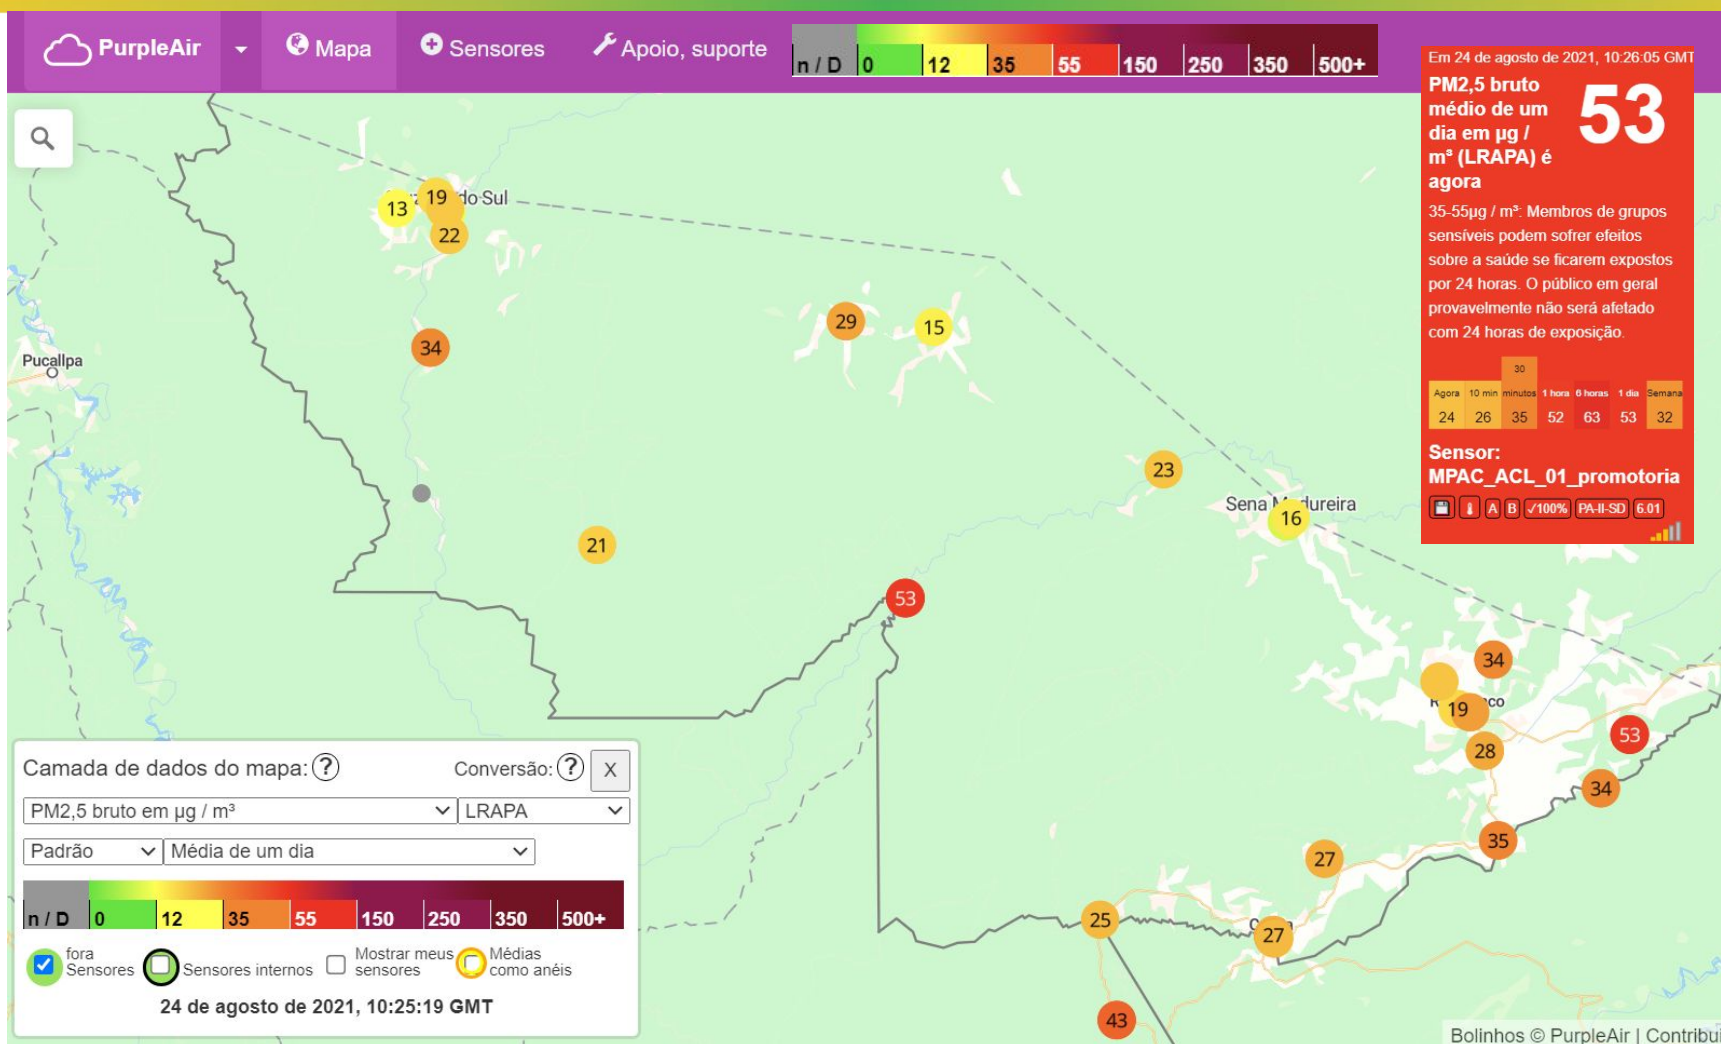 PurpleAir
Mapa
Sensores
Apoio, suporte
n / D 0 12 35 55 150 250 350 500+
Em 24 de agosto de 2021, 10:26:05 GMT
PM2,5 bruto
médio de um
dia em µg /
m³ (LRAPA) é
agora
53
35-55µg / m³: Membros de grupos
sensíveis podem sofrer efeitos
sobre a saúde se ficarem expostos
por 24 horas. O público em geral
provavelmente não será afetado
com 24 horas de exposição.
Agora 10 min 30 minutos 1 hora 6 horas 1 dia Semana
24 26 35 52 63 53 32
Sensor:
MPAC_ACL_01_promotoria
A B √100% PA-II-SD 6.01
13 19 do Sul
22
34
29
15
Pucallpa
23
Sena Madureira
16
21
53
34
19
53
28
34
35
27
25
27
43
Camada de dados do mapa: ? Conversão: ? X
PM2,5 bruto em µg / m³ LRAPA
Padrão Média de um dia
n / D 0 12 35 55 150 250 350 500+
fora
Sensores
Sensores internos
Mostrar meus
sensores
Médias
como anéis
24 de agosto de 2021, 10:25:19 GMT
Bolinhos © PurpleAir | Contribui